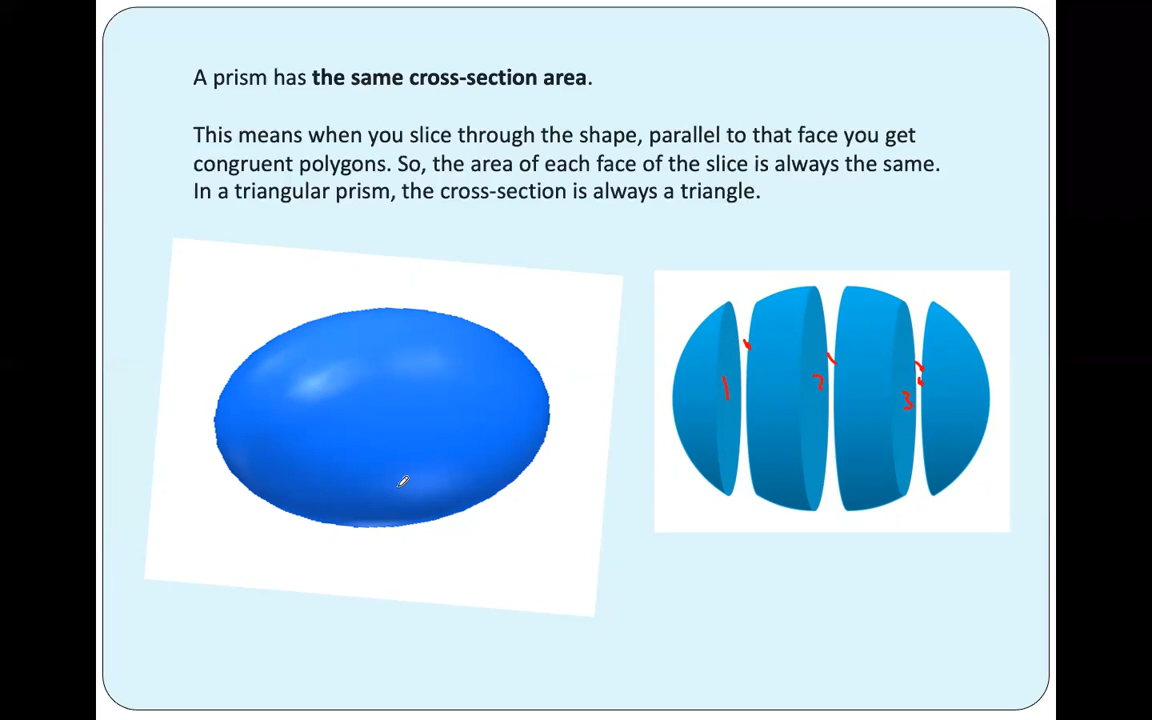 A prism has the same cross-section area.
This means when you slice through the shape, parallel to that face you get
congruent polygons. So, the area of each face of the slice is always the same.
In a triangular prism, the cross-section is always a triangle.
1 2 3